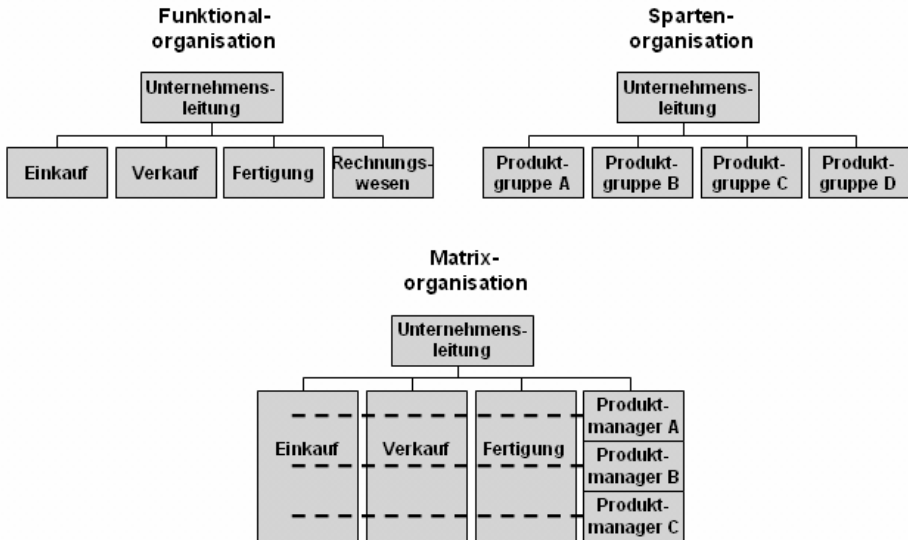 Funktional-
organisation
Unternehmens-
leitung
Einkauf
Verkauf
Fertigung
Rechnungs-
wesen
Sparten-
organisation
Unternehmens-
leitung
Produkt-
gruppe A
Produkt-
gruppe B
Produkt-
gruppe C
Produkt-
gruppe D
Matrix-
organisation
Unternehmens-
leitung
Einkauf
Verkauf
Fertigung
Produkt-
manager A
Produkt-
manager B
Produkt-
manager C